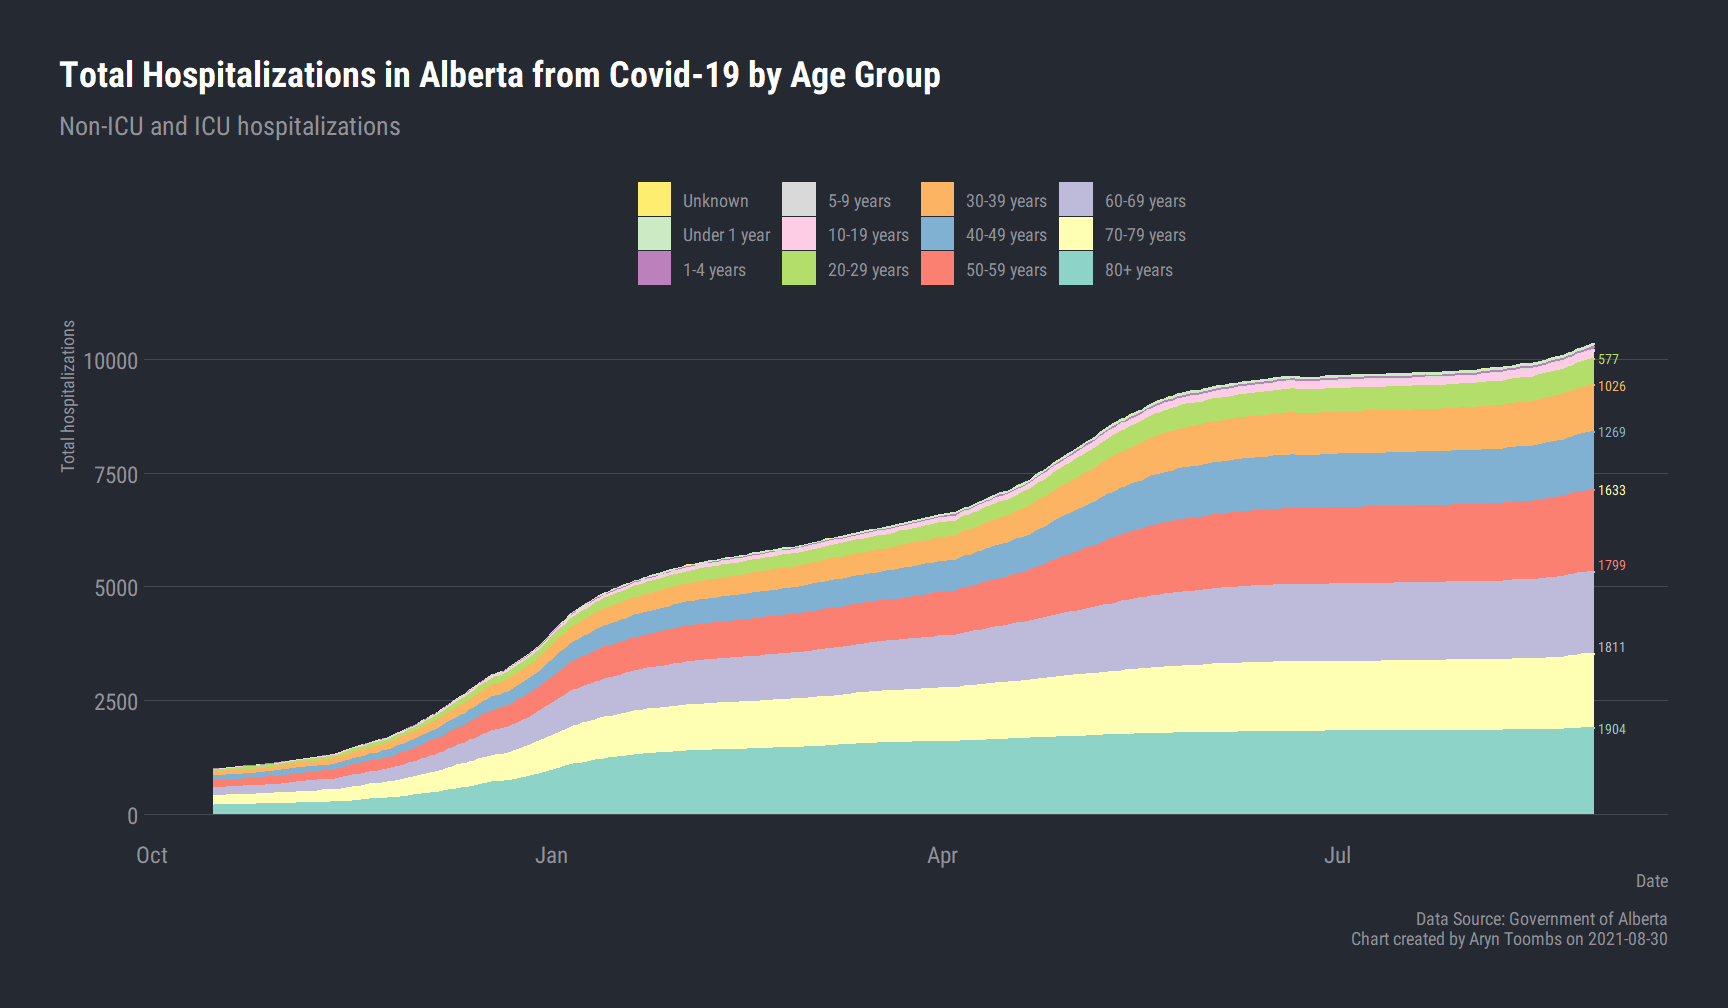 Total Hospitalizations in Alberta from Covid-19 by Age Group
Non-ICU and ICU hospitalizations
Unknown
5-9 years
30-39 years
60-69 years
Under 1 year
10-19 years
40-49 years
70-79 years
1-4 years
20-29 years
50-59 years
80+ years
Total hospitalizations
10000
7500
5000
2500
0
577
1026
1269
1633
1799
1811
1904
Oct
Jan
Apr
Jul
Date
Data Source: Government of Alberta
Chart created by Aryn Toombs on 2021-08-30